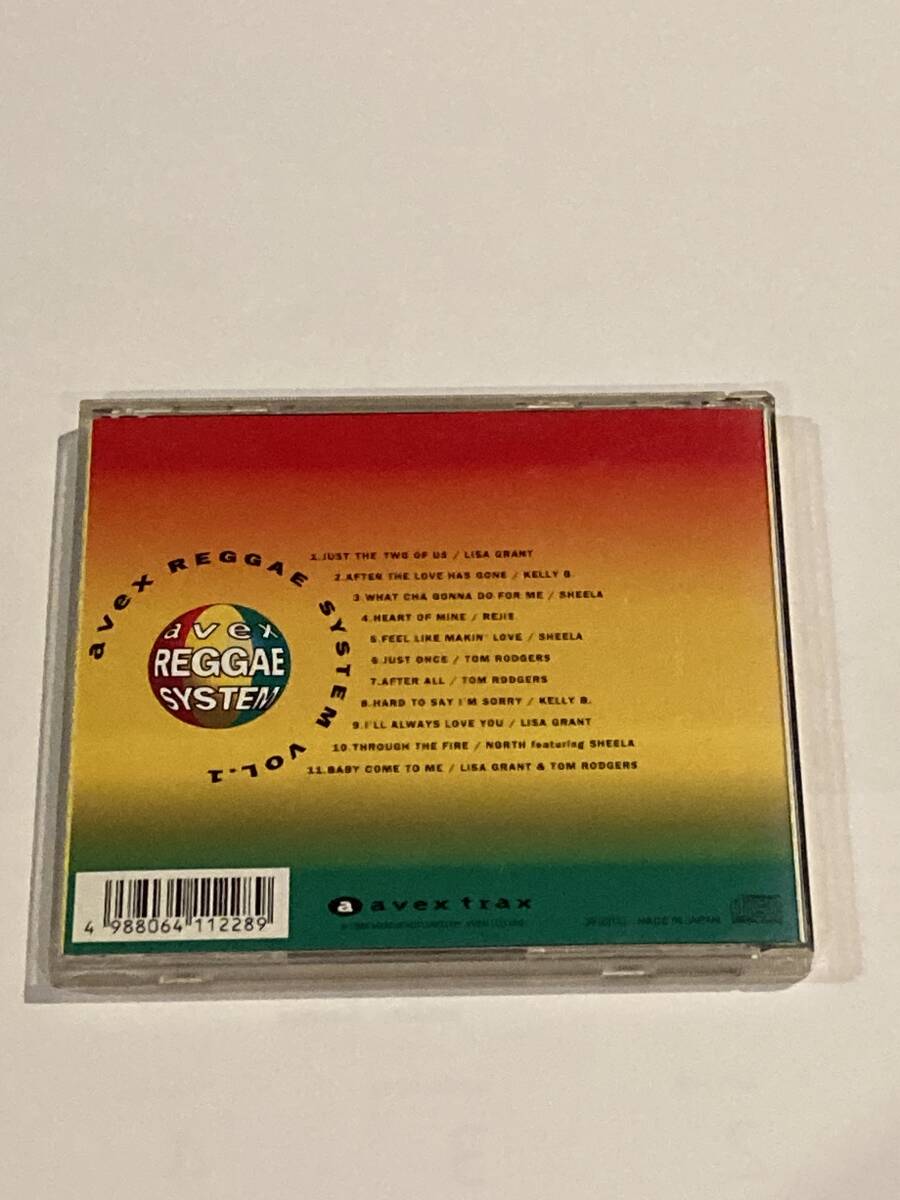 avex REGGAE SYSTEM VOL.1
avex
REGGAE
SYSTEM
1.JUST THE TWO OF US / LISA GRANT
2.AFTER THE LOVE HAS GONE / KELLY B.
3.WHAT CHA GONNA DO FOR ME / SHEELA
4.HEART OF MINE / REJIE
5.FEEL LIKE MAKIN' LOVE / SHEELA
6.JUST ONCE / TOM RODGERS
7.AFTER ALL / TOM RODGERS
8.HARD TO SAY I'M SORRY / KELLY B.
9.I'LL ALWAYS LOVE YOU / LISA GRANT
10.THROUGH THE FIRE / NORTH featuring SHEELA
11.BABY COME TO ME / LISA GRANT & TOM RODGERS
4 988064 112289
a avex trax
MADE IN JAPAN